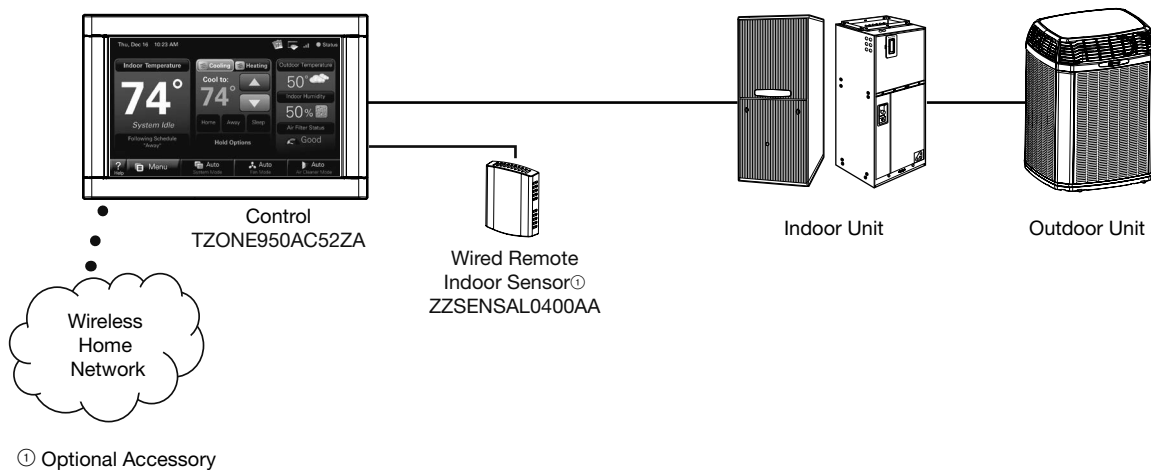 Thu, Dec 16 10:23 AM
Status
Indoor Temperature
74°
System Idle
Following Schedule
"Away"
Cooling
Heating
Cool to:
74°
Home
Away
Sleep
Hold Options
Outdoor Temperature
50°
Indoor Humidity
50%
Air Filter Status
Good
?
Help
Menu
Auto
System Mode
Auto
Fan Mode
Auto
Air Cleaner Mode
Control
TZONE950AC52ZA
Wired Remote
Indoor Sensor①
ZZSENSAL0400AA
Indoor Unit
Outdoor Unit
Wireless
Home
Network
① Optional Accessory